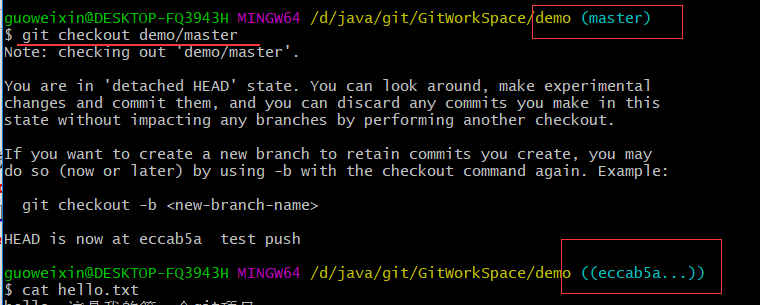 guoweixin@DESKTOP-FQ3943H MINGW64 /d/java/git/GitWorkSpace/demo (master)
$ git checkout demo/master
Note: checking out 'demo/master'.
You are in 'detached HEAD' state. You can look around, make experimental
changes and commit them, and you can discard any commits you make in this
state without impacting any branches by performing another checkout.
If you want to create a new branch to retain commits you create, you may
do so (now or later) by using -b with the checkout command again. Example:
git checkout -b <new-branch-name>
HEAD is now at eccab5a  test push
guoweixin@DESKTOP-FQ3943H MINGW64 /d/java/git/GitWorkSpace/demo ((eccab5a...))
$ cat hello.txt